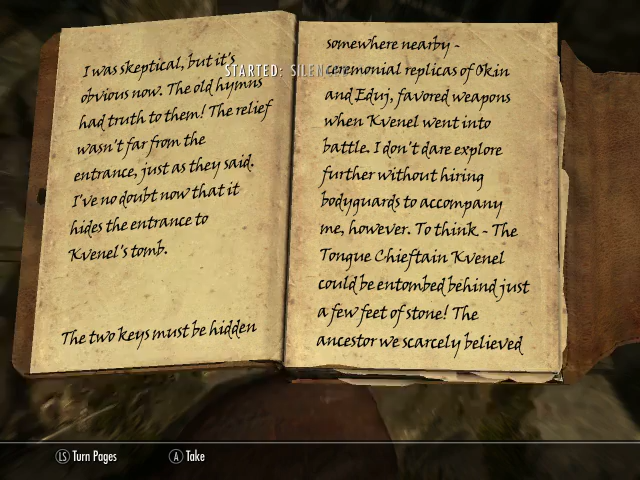 I was skeptical, but it's
obvious now. The old hymns
had truth to them! The relief
wasn't far from the
entrance, just as they said.
I've no doubt now that it
hides the entrance to
Kvenel's tomb.
The two keys must be hidden
somewhere nearby -
ceremonial replicas of Okin
and Eduj, favored weapons
when Kvenel went into
battle. I don't dare explore
further without hiring
bodyguards to accompany
me, however. To think - The
Tongue Chieftain Kvenel
could be entombed behind just
a few feet of stone! The
ancestor we scarcely believed
STARTED:
LS Turn Pages
A Take